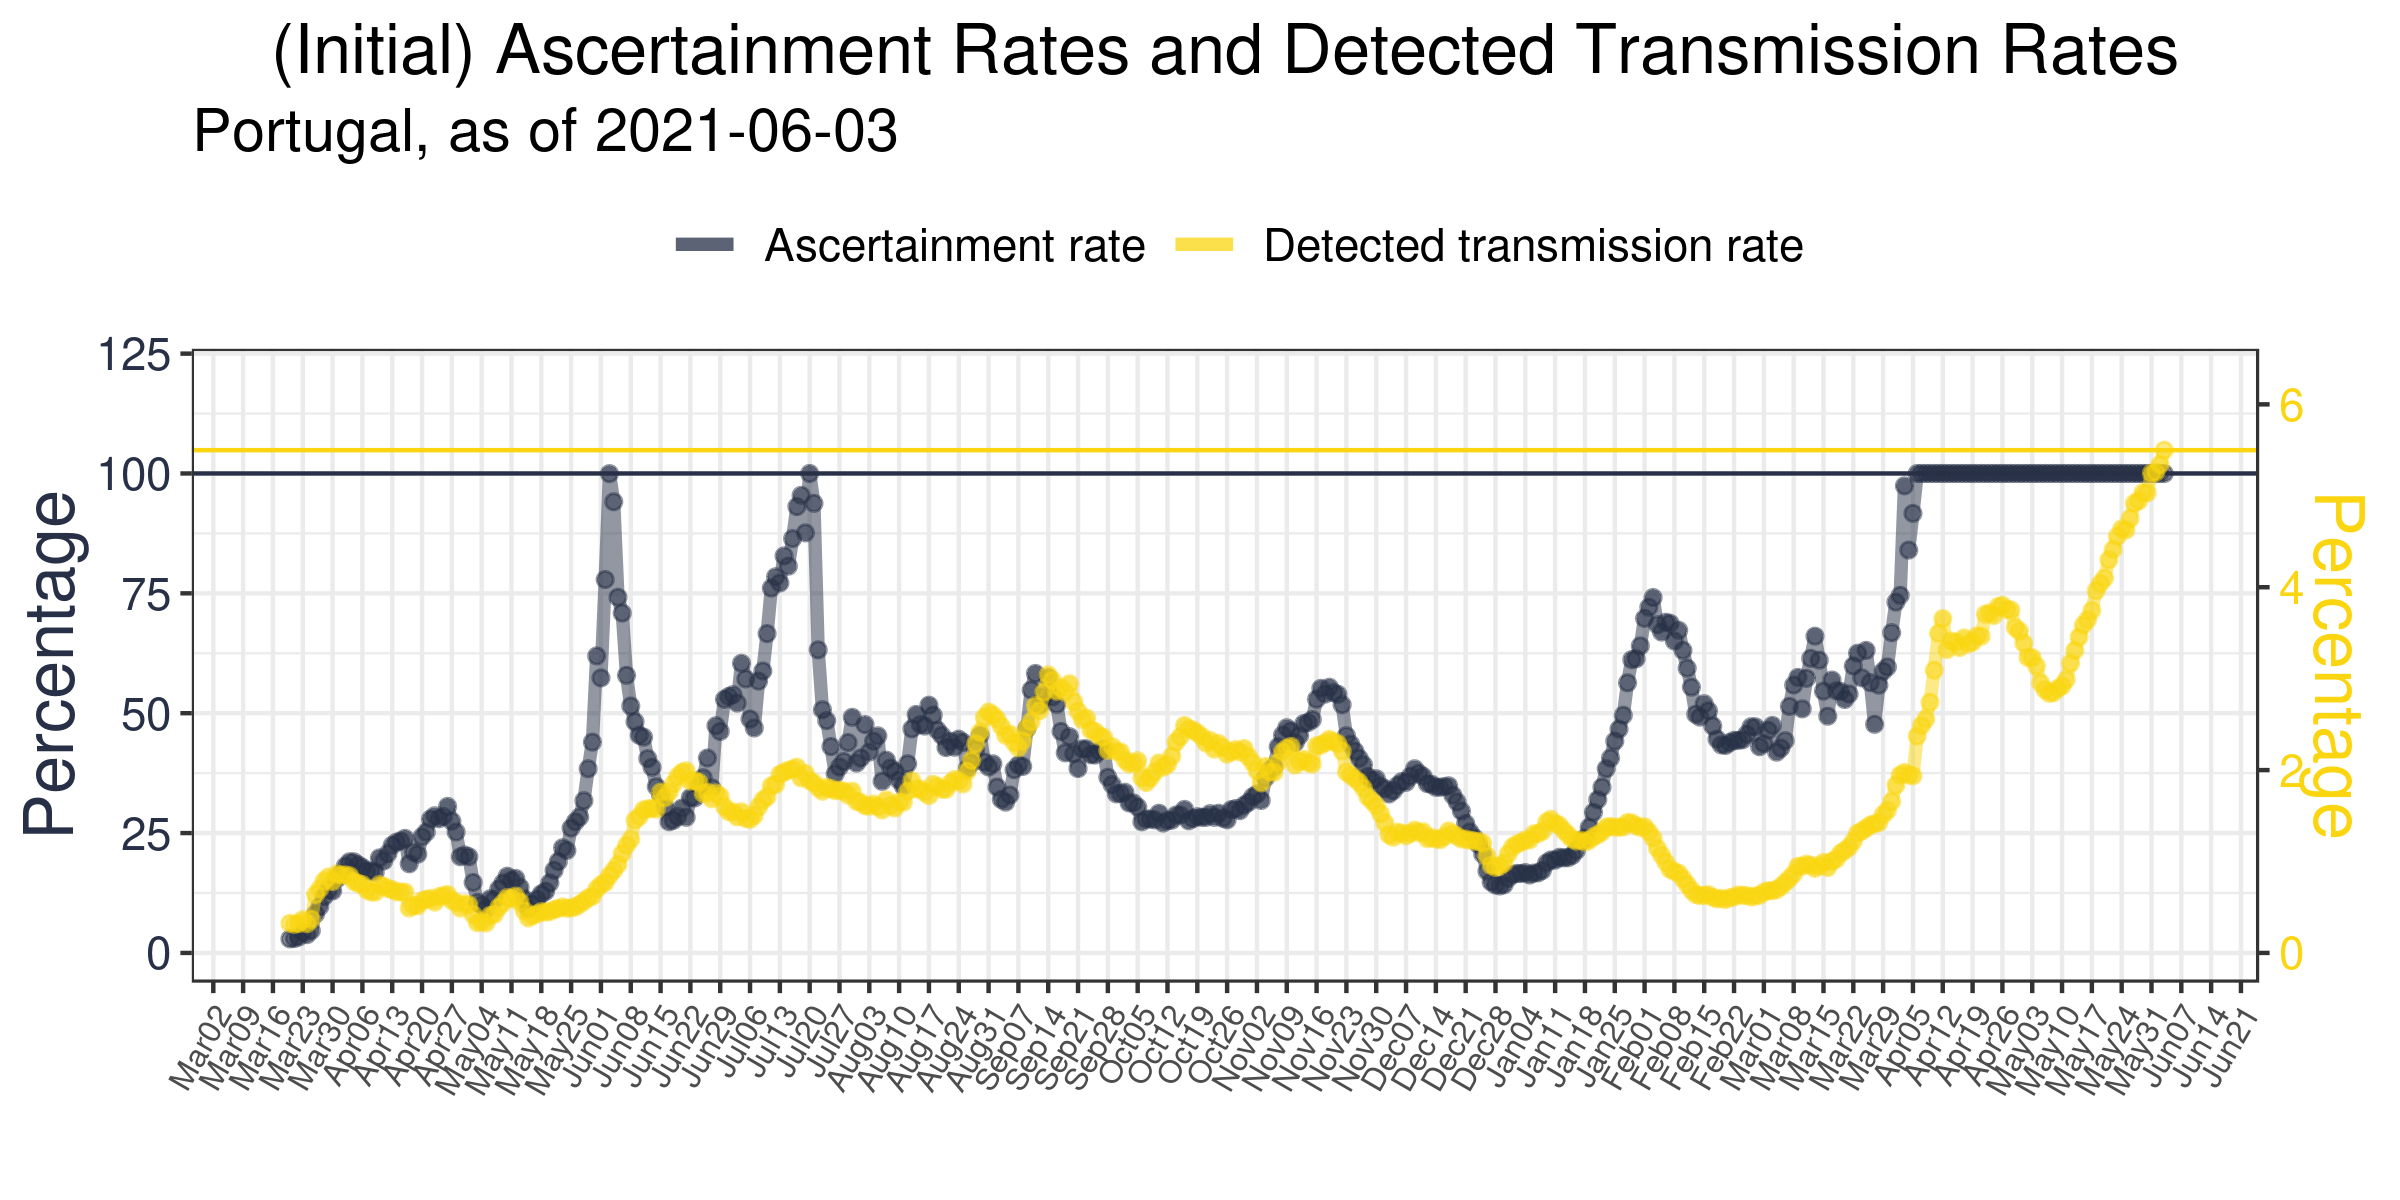 (Initial) Ascertainment Rates and Detected Transmission Rates
Portugal, as of 2021-06-03
Ascertainment rate
Detected transmission rate
125
100
75
50
25
0
Percentage
6
4
2
0
Percentage
Mar02
Mar09
Mar16
Mar23
Mar30
Apr06
Apr13
Apr20
Apr27
May04
May11
May18
May25
Jun01
Jun08
Jun15
Jun22
Jun29
Jul06
Jul13
Jul20
Jul27
Aug03
Aug10
Aug17
Aug24
Aug31
Sep07
Sep14
Sep21
Sep28
Oct05
Oct12
Oct19
Oct26
Nov02
Nov09
Nov16
Nov23
Nov30
Dec07
Dec14
Dec21
Dec28
Jan04
Jan11
Jan18
Jan25
Feb01
Feb08
Feb15
Feb22
Mar01
Mar08
Mar15
Mar22
Mar29
Apr05
Apr12
Apr19
Apr26
May03
May10
May17
May24
May31
Jun07
Jun14
Jun21